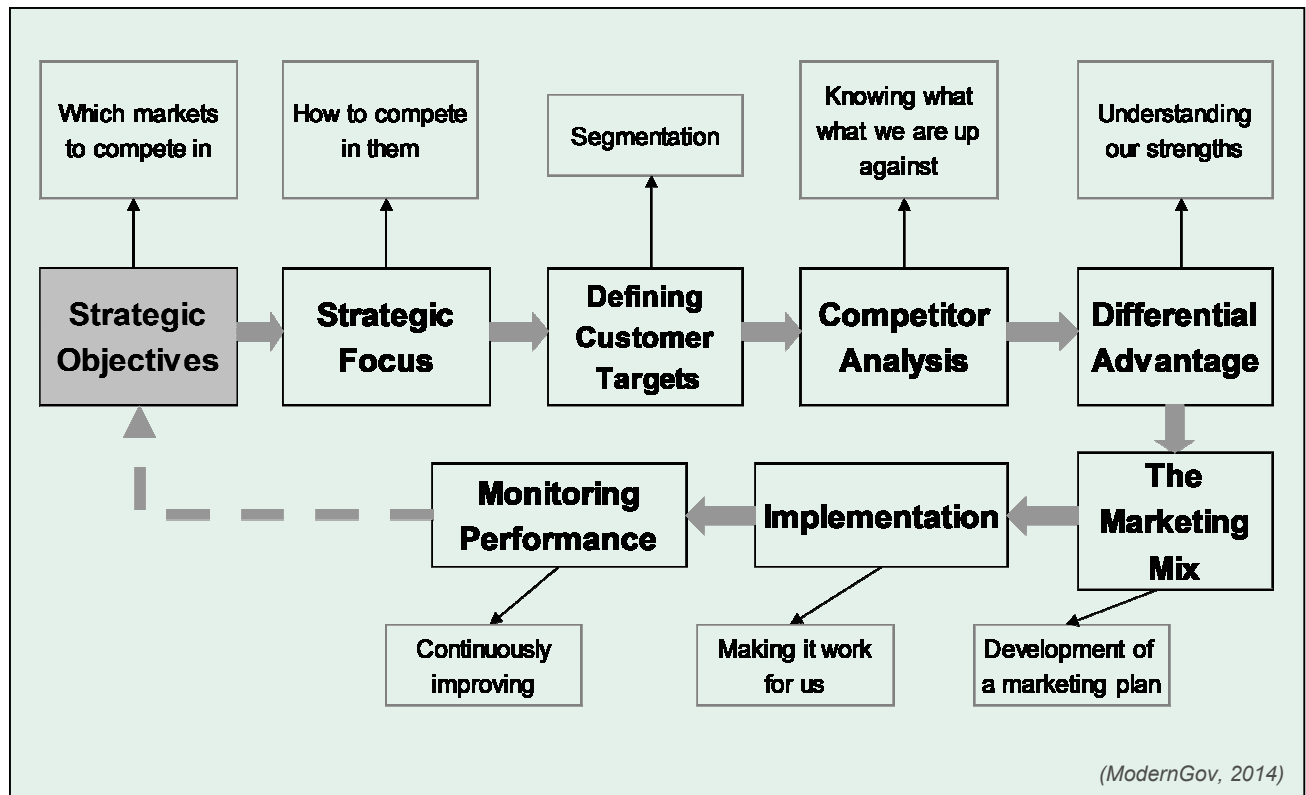 Which markets
to compete in
How to compete
in them
Segmentation
Knowing what
what we are up
against
Understanding
our strengths
Strategic
Objectives
Strategic
Focus
Defining
Customer
Targets
Competitor
Analysis
Differential
Advantage
Monitoring
Performance
Implementation
The
Marketing
Mix
Continuously
improving
Making it work
for us
Development of
a marketing plan
(ModernGov, 2014)